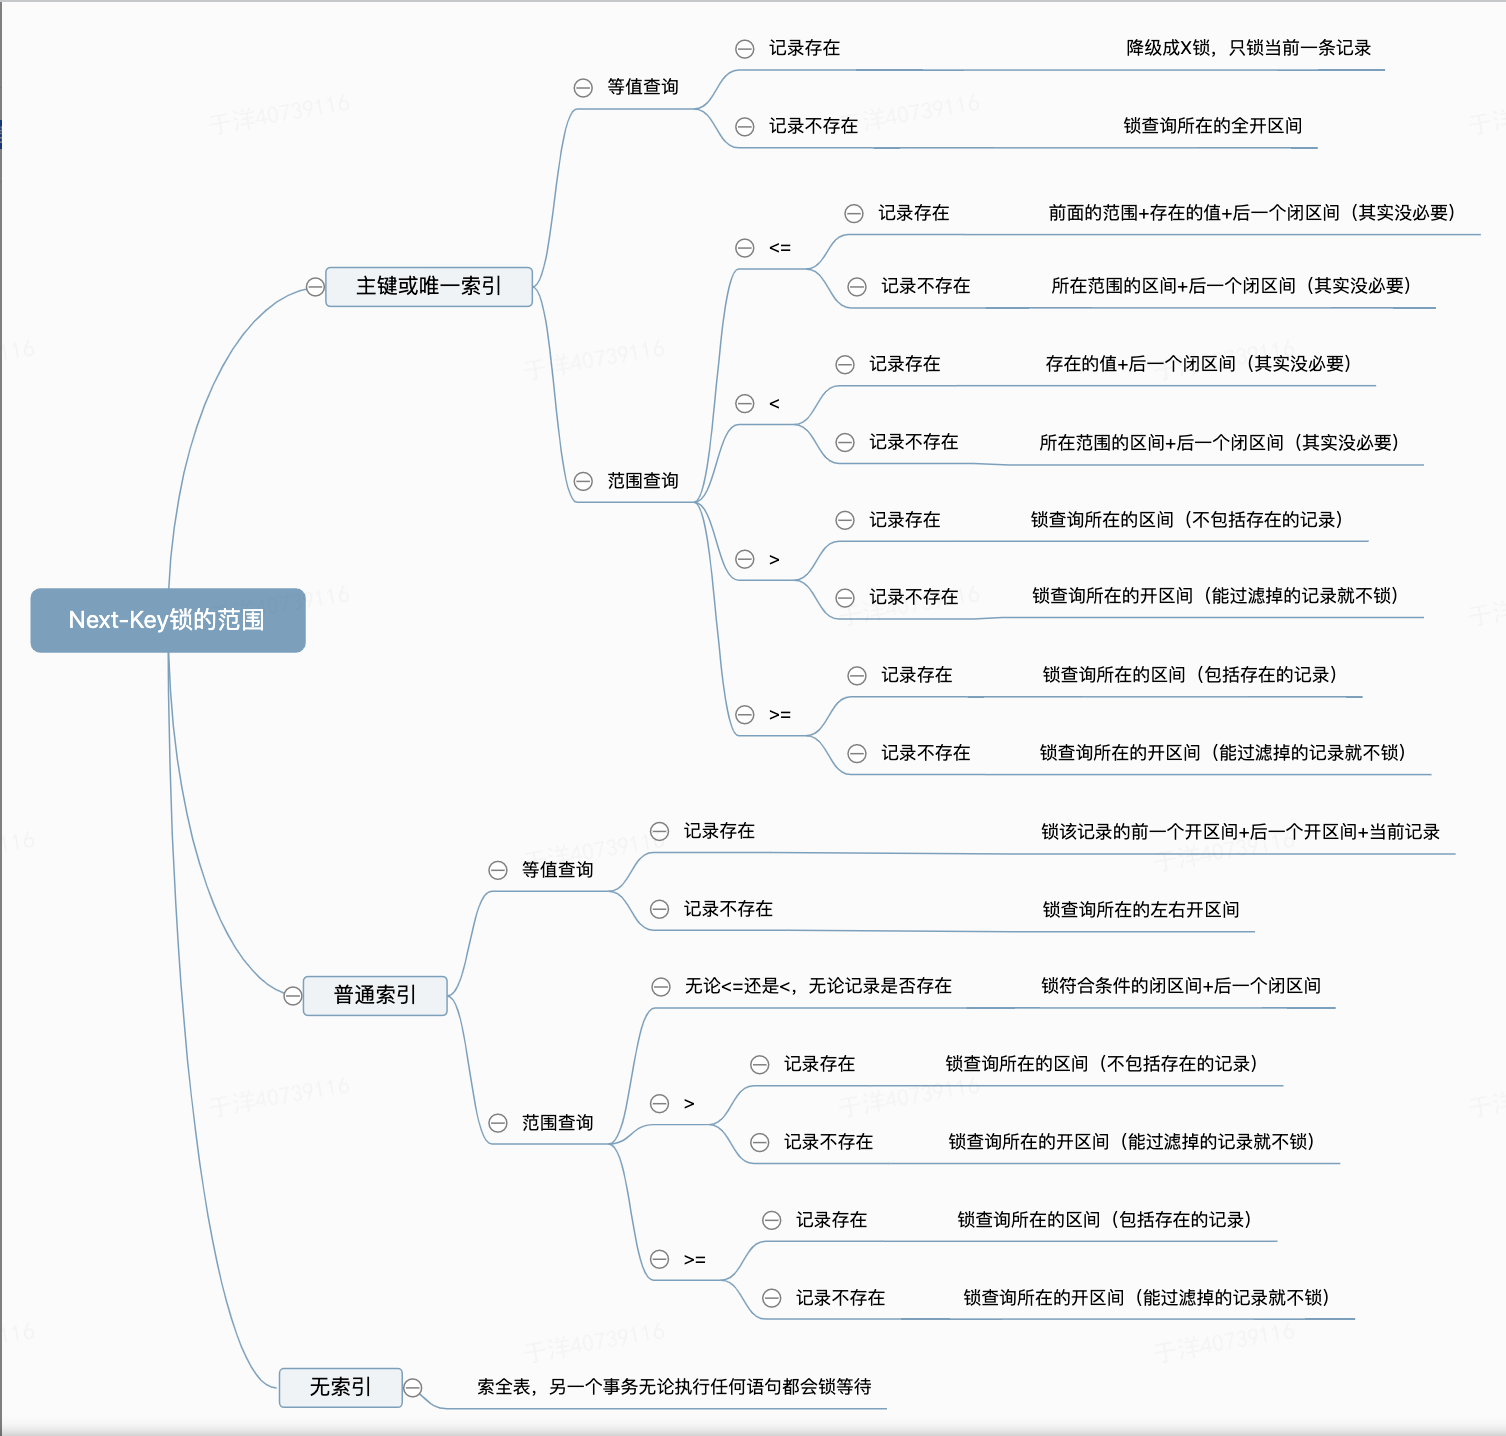 Next-Key锁的范围
主键或唯一索引
等值查询
记录存在
降级成X锁，只锁当前一条记录
记录不存在
锁查询所在的全开区间
范围查询
<=
记录存在
前面的范围+存在的值+后一个闭区间（其实没必要）
记录不存在
所在范围的区间+后一个闭区间（其实没必要）
<
记录存在
存在的值+后一个闭区间（其实没必要）
记录不存在
所在范围的区间+后一个闭区间（其实没必要）
>
记录存在
锁查询所在的区间（不包括存在的记录）
记录不存在
锁查询所在的开区间（能过滤掉的记录就不锁）
>=
记录存在
锁查询所在的区间（包括存在的记录）
记录不存在
锁查询所在的开区间（能过滤掉的记录就不锁）
普通索引
等值查询
记录存在
锁该记录的前一个开区间+后一个开区间+当前记录
记录不存在
锁查询所在的左右开区间
范围查询
无论<=还是<，无论记录是否存在
锁符合条件的闭区间+后一个闭区间
>
记录存在
锁查询所在的区间（不包括存在的记录）
记录不存在
锁查询所在的开区间（能过滤掉的记录就不锁）
>=
记录存在
锁查询所在的区间（包括存在的记录）
记录不存在
锁查询所在的开区间（能过滤掉的记录就不锁）
无索引
索全表，另一个事务无论执行任何语句都会锁等待
于洋40739116